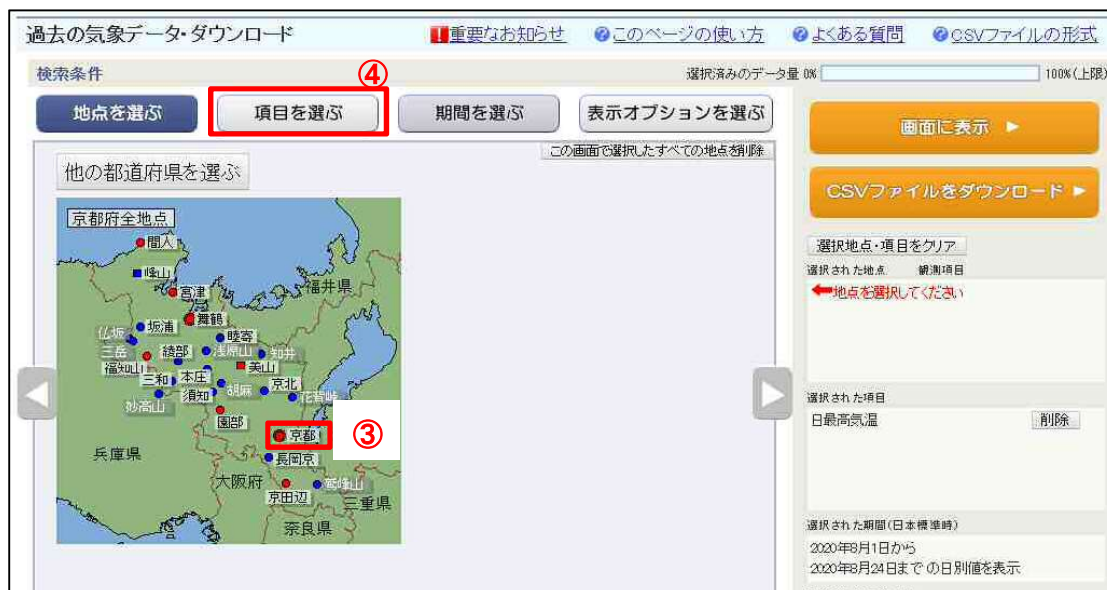 過去の気象データ・ダウンロード
重要なお知らせ
このページの使い方
よくある質問
CSVファイルの形式
検索条件
④
選択済みのデータ量 0%
100%(上限)
地点を選ぶ
項目を選ぶ
期間を選ぶ
表示オプションを選ぶ
画面に表示
CSVファイルをダウンロード
この画面で選択したすべての地点を削除
他の都道府県を選ぶ
京都府全地点
間人
峰山
宮津
福井県
舞鶴
坂浦
仏坂
睦寄
三岳
綾部
浅原山
知井
福知山
美山
三和
本庄
京北
須知
胡麻
花背峠
妙高山
園部
京都
③
兵庫県
長岡京
大阪府
京田辺
鷲峰山
三重県
奈良県
選択地点・項目をクリア
選択された地点
観測項目
地点を選択してください
選択された項目
日最高気温
削除
選択された期間(日本標準時)
2020年8月1日から
2020年8月24日までの日別値を表示